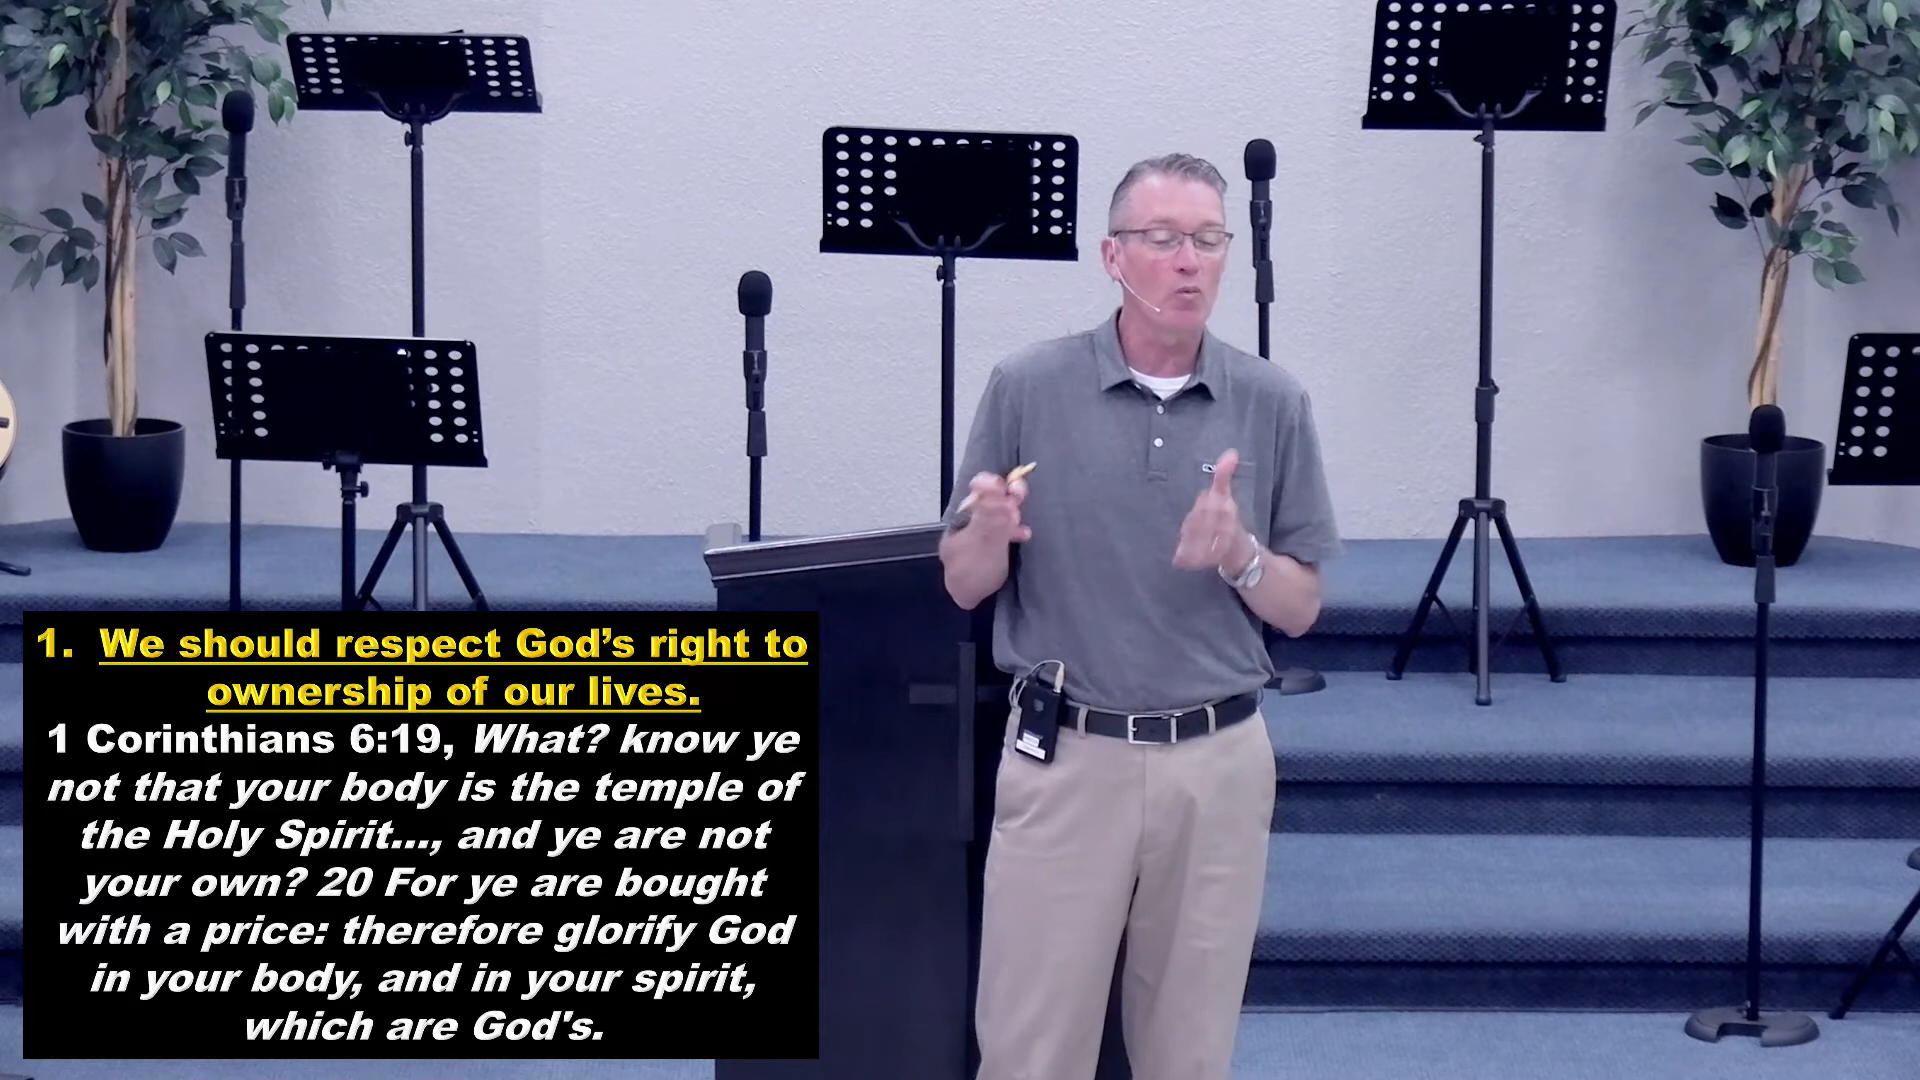 1. We should respect God’s right to
ownership of our lives.
1 Corinthians 6:19, What? know ye
not that your body is the temple of
the Holy Spirit..., and ye are not
your own? 20 For ye are bought
with a price: therefore glorify God
in your body, and in your spirit,
which are God's.